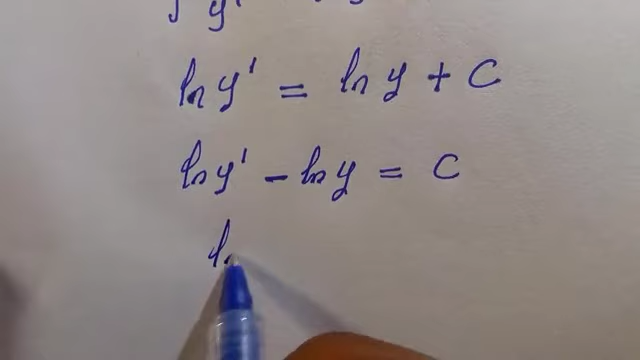 ∫ y'
ln y' = ln y + C
ln y' - ln y = C